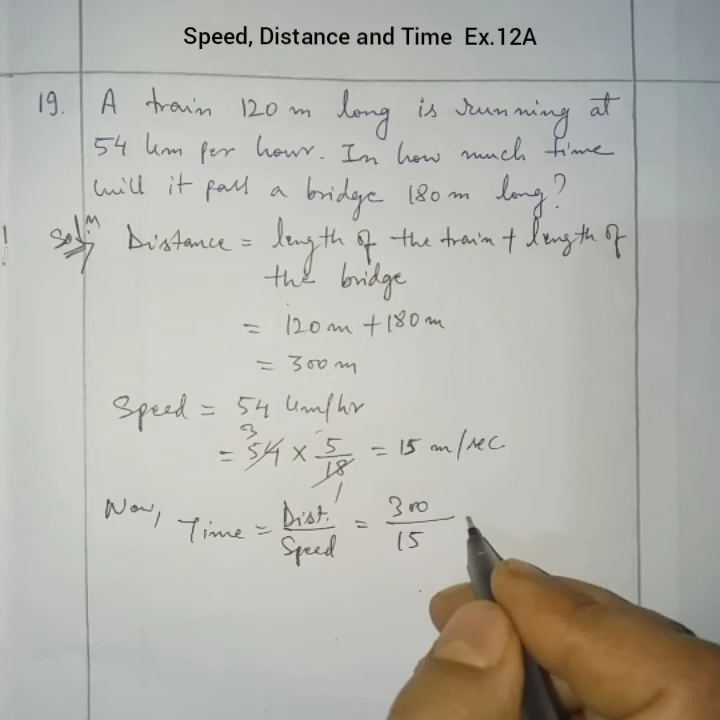 Speed, Distance and Time Ex.12A
19. A train 120 m long is running at
54 km per hour. In how much time
will it pass a bridge 180 m long?
Solⁿ Distance = length of the train + length of
the bridge
= 120 m + 180 m
= 300 m
Speed = 54 km/hr
= 54 × 5/18 = 15 m/sec
3
1
Now, Time = Dist./Speed = 300/15